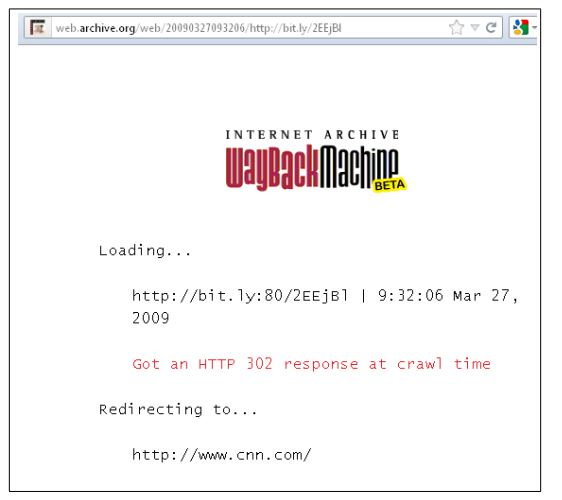 web.archive.org/web/20090327093206/http://bit.ly/2EEjBl
INTERNET ARCHIVE
WayBackMachine
BETA
Loading...
http://bit.ly:80/2EEjBl | 9:32:06 Mar 27,
2009
Got an HTTP 302 response at crawl time
Redirecting to...
http://www.cnn.com/